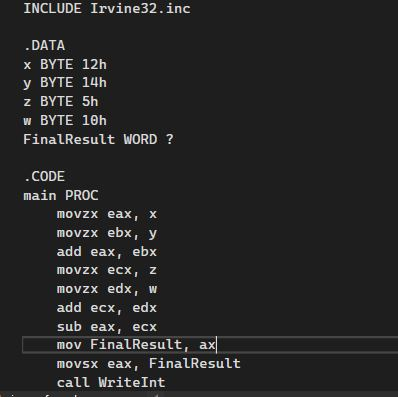 INCLUDE Irvine32.inc
.DATA
x BYTE 12h
y BYTE 14h
z BYTE 5h
w BYTE 10h
FinalResult WORD ?
.CODE
main PROC
movzx eax, x
movzx ebx, y
add eax, ebx
movzx ecx, z
movzx edx, w
add ecx, edx
sub eax, ecx
mov FinalResult, ax
movsx eax, FinalResult
call WriteInt